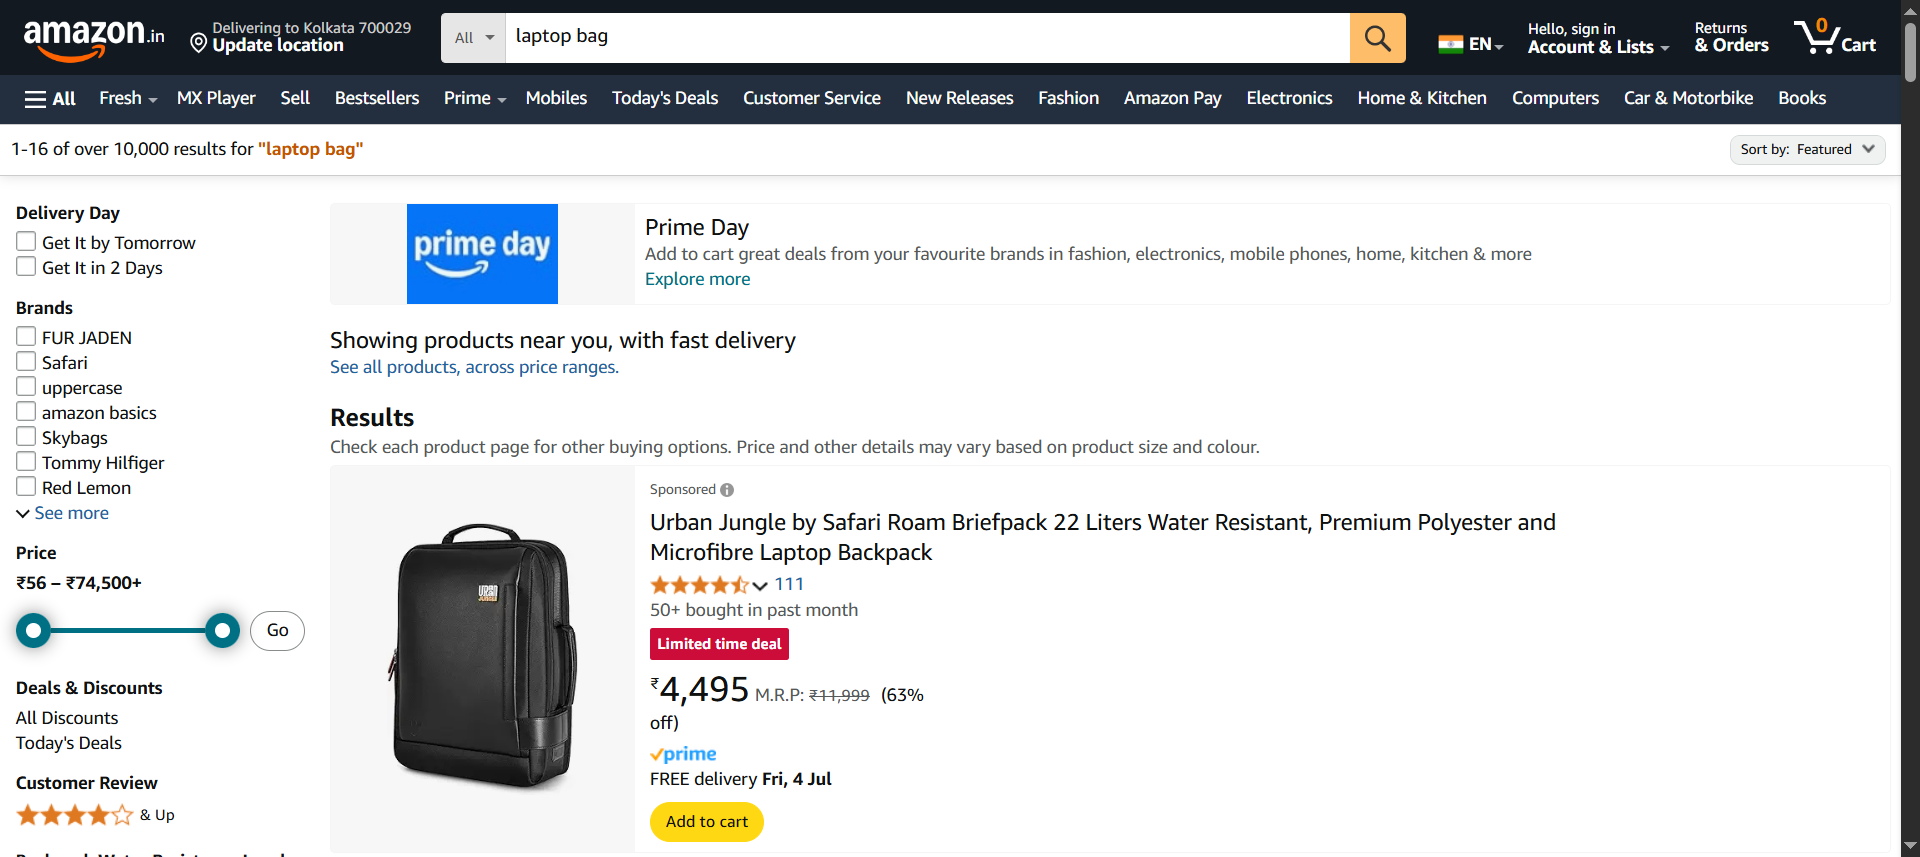 amazon.in
Delivering to Kolkata 700029
Update location
All
laptop bag
EN
Hello, sign in
Account & Lists
Returns
& Orders
0
Cart
All
Fresh
MX Player
Sell
Bestsellers
Prime
Mobiles
Today's Deals
Customer Service
New Releases
Fashion
Amazon Pay
Electronics
Home & Kitchen
Computers
Car & Motorbike
Books
1-16 of over 10,000 results for "laptop bag"
Sort by: Featured
Delivery Day
Get It by Tomorrow
Get It in 2 Days
Brands
FUR JADEN
Safari
uppercase
amazon basics
Skybags
Tommy Hilfiger
Red Lemon
See more
Price
₹56 – ₹74,500+
Go
Deals & Discounts
All Discounts
Today's Deals
Customer Review
& Up
prime day
Prime Day
Add to cart great deals from your favourite brands in fashion, electronics, mobile phones, home, kitchen & more
Explore more
Showing products near you, with fast delivery
See all products, across price ranges.
Results
Check each product page for other buying options. Price and other details may vary based on product size and colour.
URBAN
JUNGLE
Sponsored
Urban Jungle by Safari Roam Briefpack 22 Liters Water Resistant, Premium Polyester and
Microfibre Laptop Backpack
111
50+ bought in past month
Limited time deal
₹4,495 M.R.P: ₹11,999 (63%
off)
prime
FREE delivery Fri, 4 Jul
Add to cart